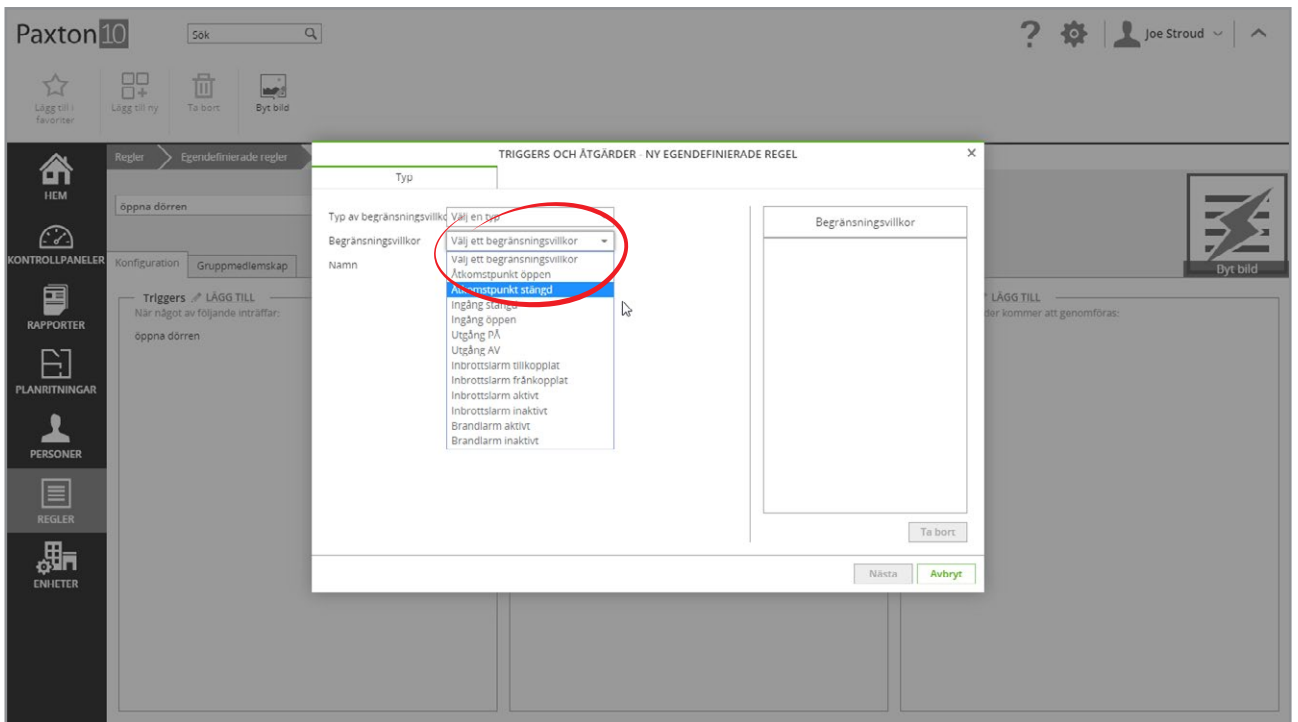 Paxton10
Sök
Joe Stroud
Lägg till i favoriter
Lägg till ny
Ta bort
Byt bild
HEM
KONTROLLPANELER
RAPPORTER
PLANRITNINGAR
PERSONER
REGLER
ENHETER
Regler
Egendefinierade regler
öppna dörren
Byt bild
Konfiguration
Gruppmedlemskap
Triggers LÄGG TILL
När något av följande inträffar:
öppna dörren
LÄGG TILL
der kommer att genomföras:
TRIGGERS OCH ÅTGÄRDER - NY EGENDEFINIERADE REGEL
Typ
Typ av begränsningsvillko Välj en typ
Begränsningsvillkor Välj ett begränsningsvillkor
Namn
Välj ett begränsningsvillkor
Åtkomstpunkt öppen
Åtkomstpunkt stängd
Ingång stängd
Ingång öppen
Utgång PÅ
Utgång AV
Inbrottslarm tillkopplat
Inbrottslarm frånkopplat
Inbrottslarm aktivt
Inbrottslarm inaktivt
Brandlarm aktivt
Brandlarm inaktivt
Begränsningsvillkor
Ta bort
Nästa
Avbryt